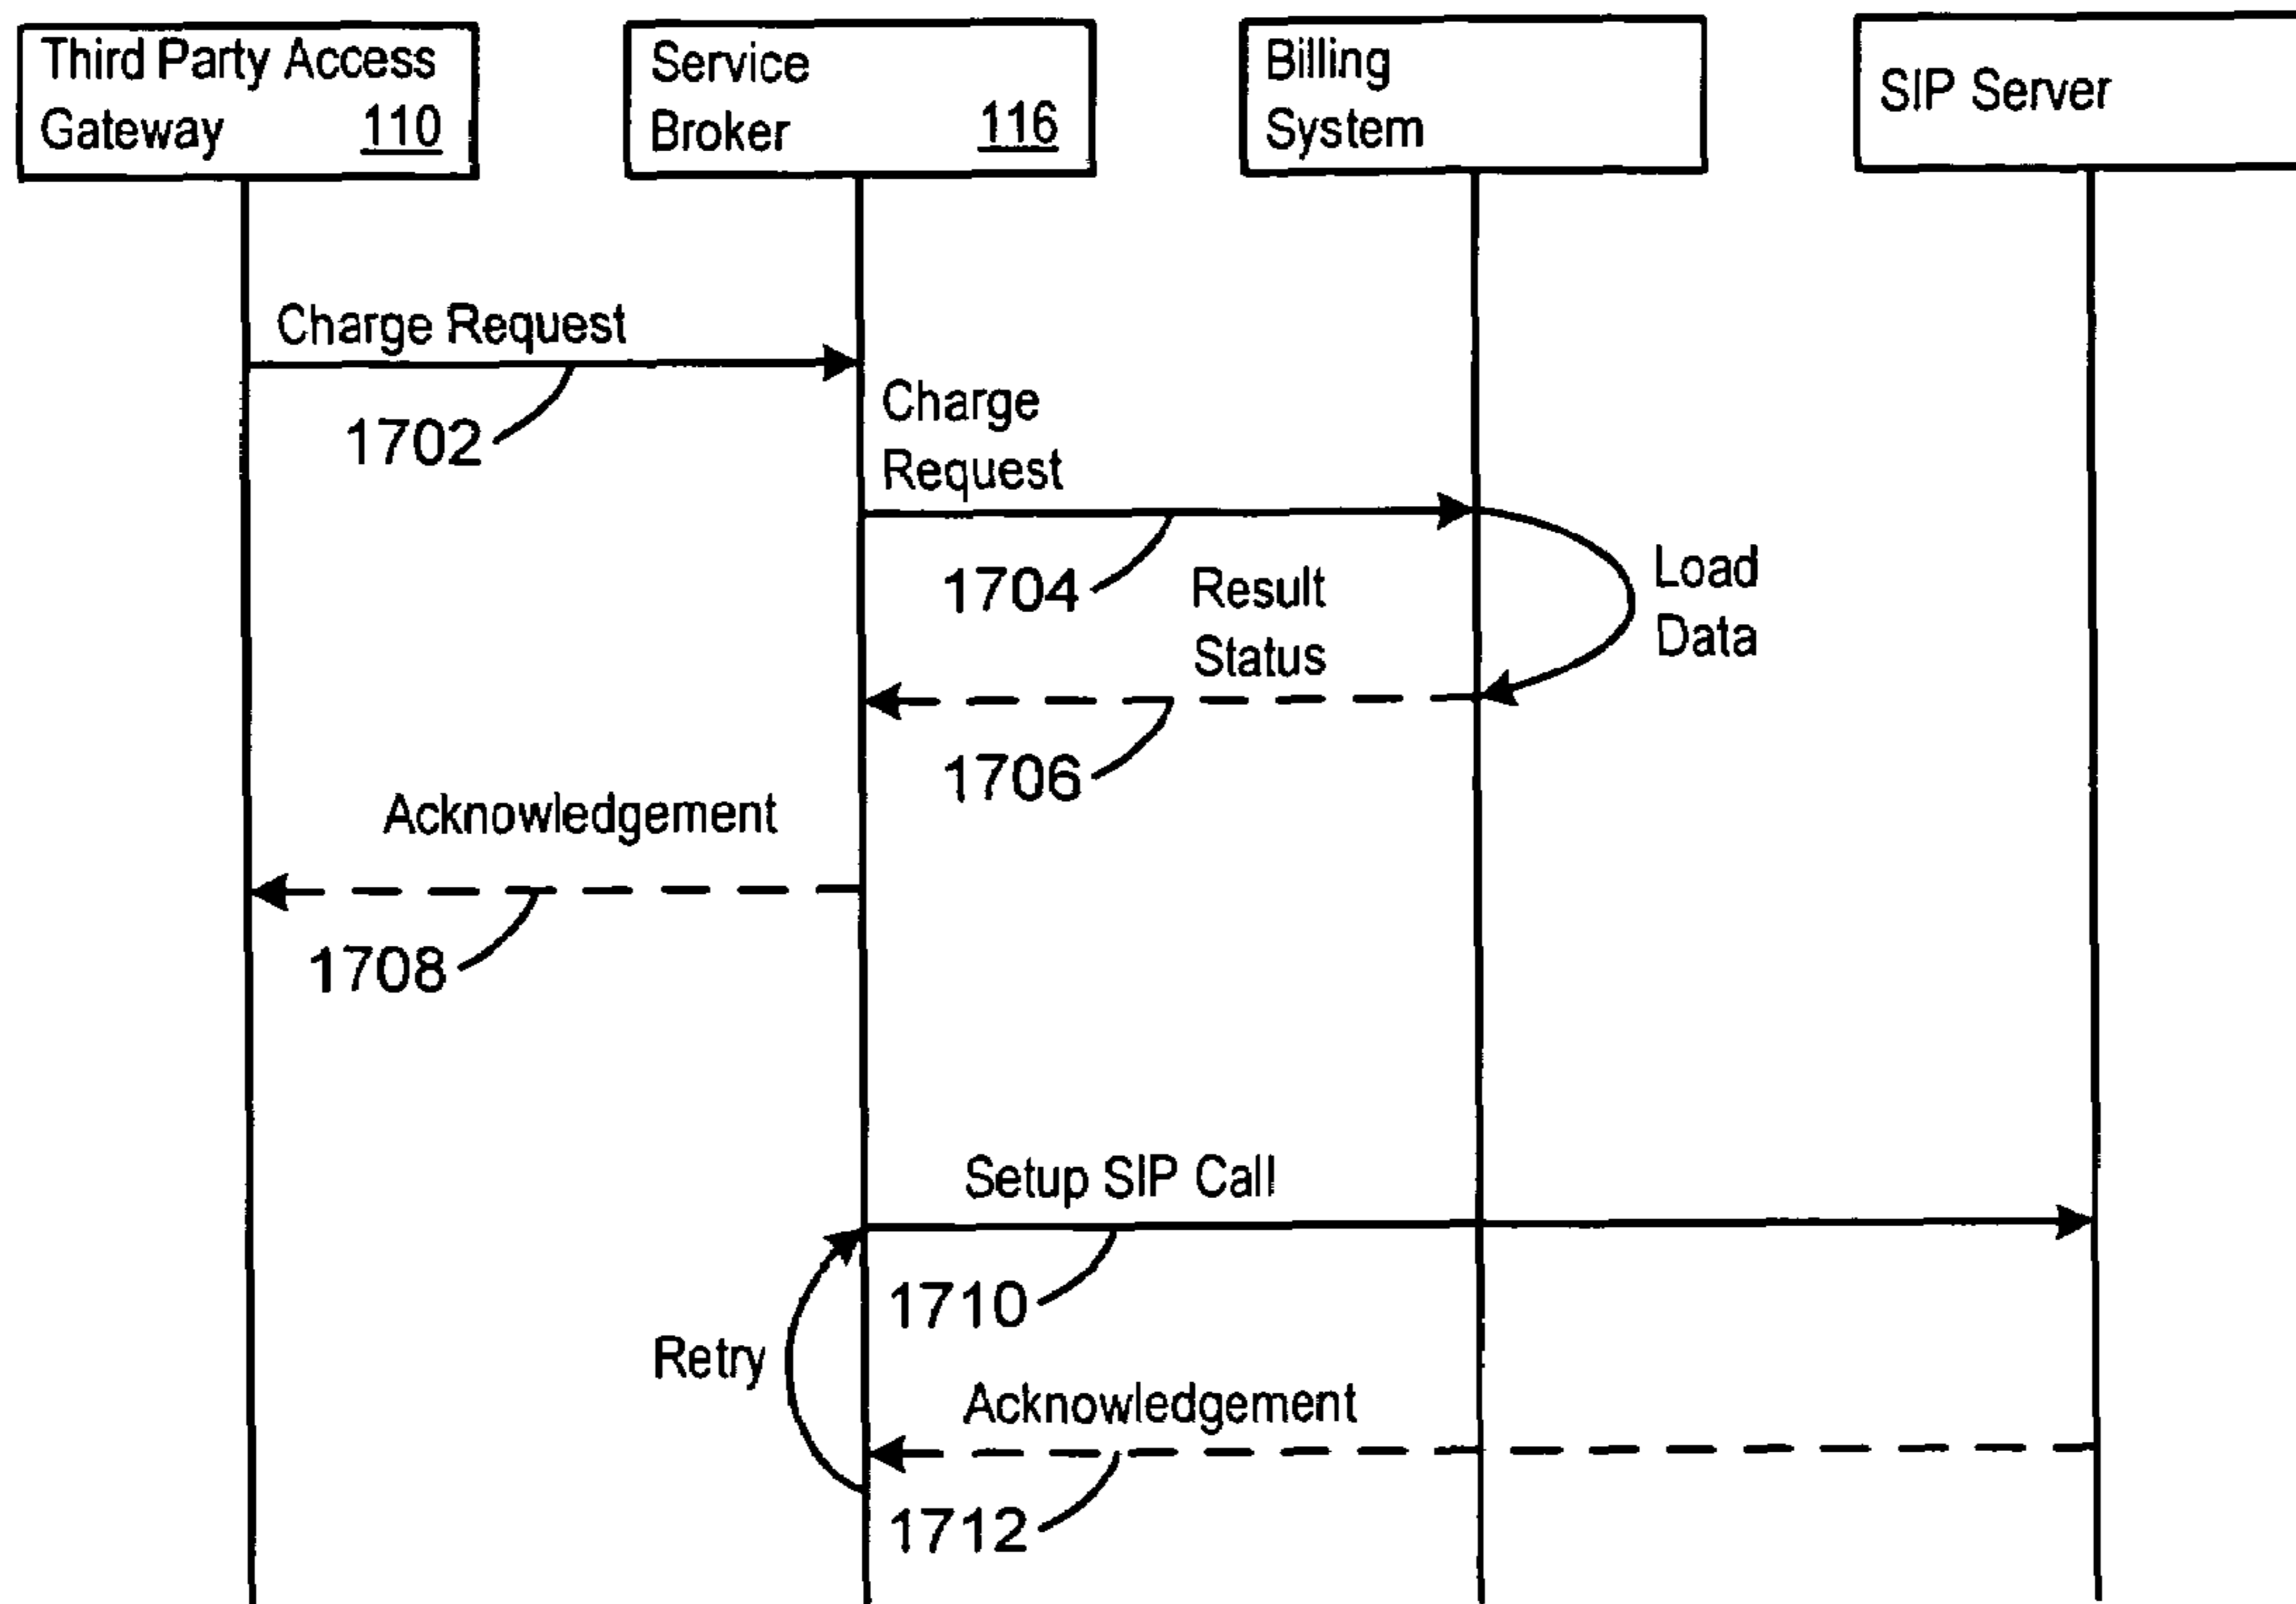 Third Party Access
Gateway 110
Service
Broker 116
Billing
System
SIP Server
Charge Request
1702
Charge
Request
1704
Load
Data
Result
Status
1706
Acknowledgement
1708
Setup SIP Call
1710
Retry
Acknowledgement
1712